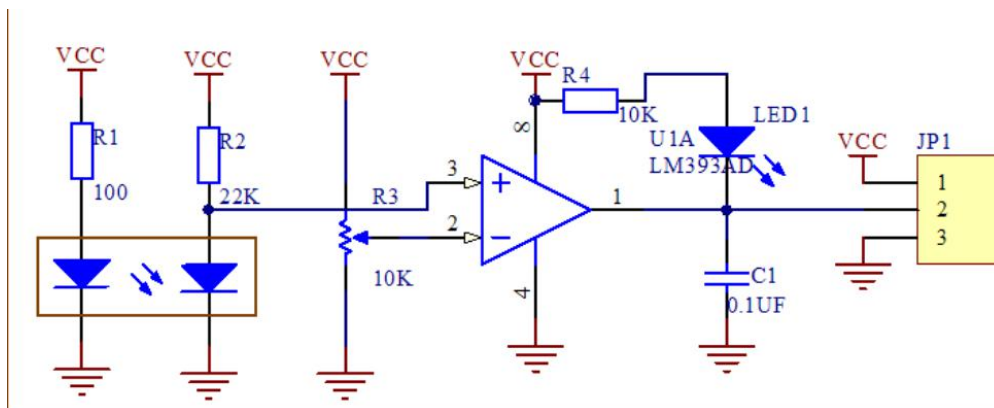 VCC
VCC
VCC
VCC
R4
10K
LED1
U1A
LM393AD
VCC
JP1
R1
100
R2
22K
R3
10K
8
3
2
1
4
1
2
3
C1
0.1UF